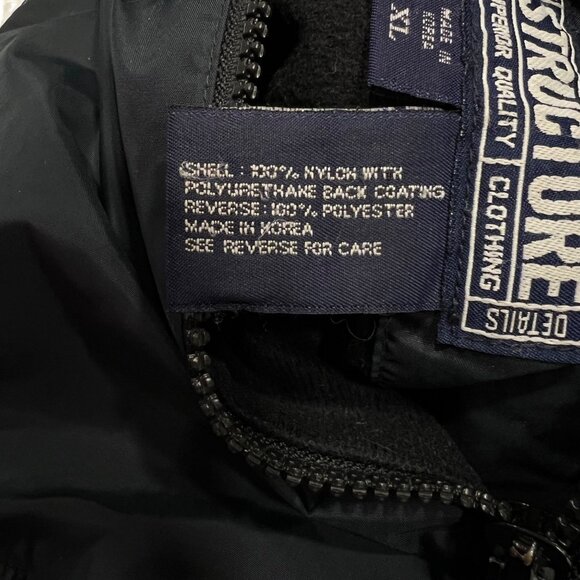 SHELL : 100% NYLON WITH
POLYURETHANE BACK COATING
REVERSE: 100% POLYESTER
MADE IN KOREA
SEE REVERSE FOR CARE
MADE IN
KOREA
XL
STRUCTURE
QUALITY
CLOTHING
DETAILS